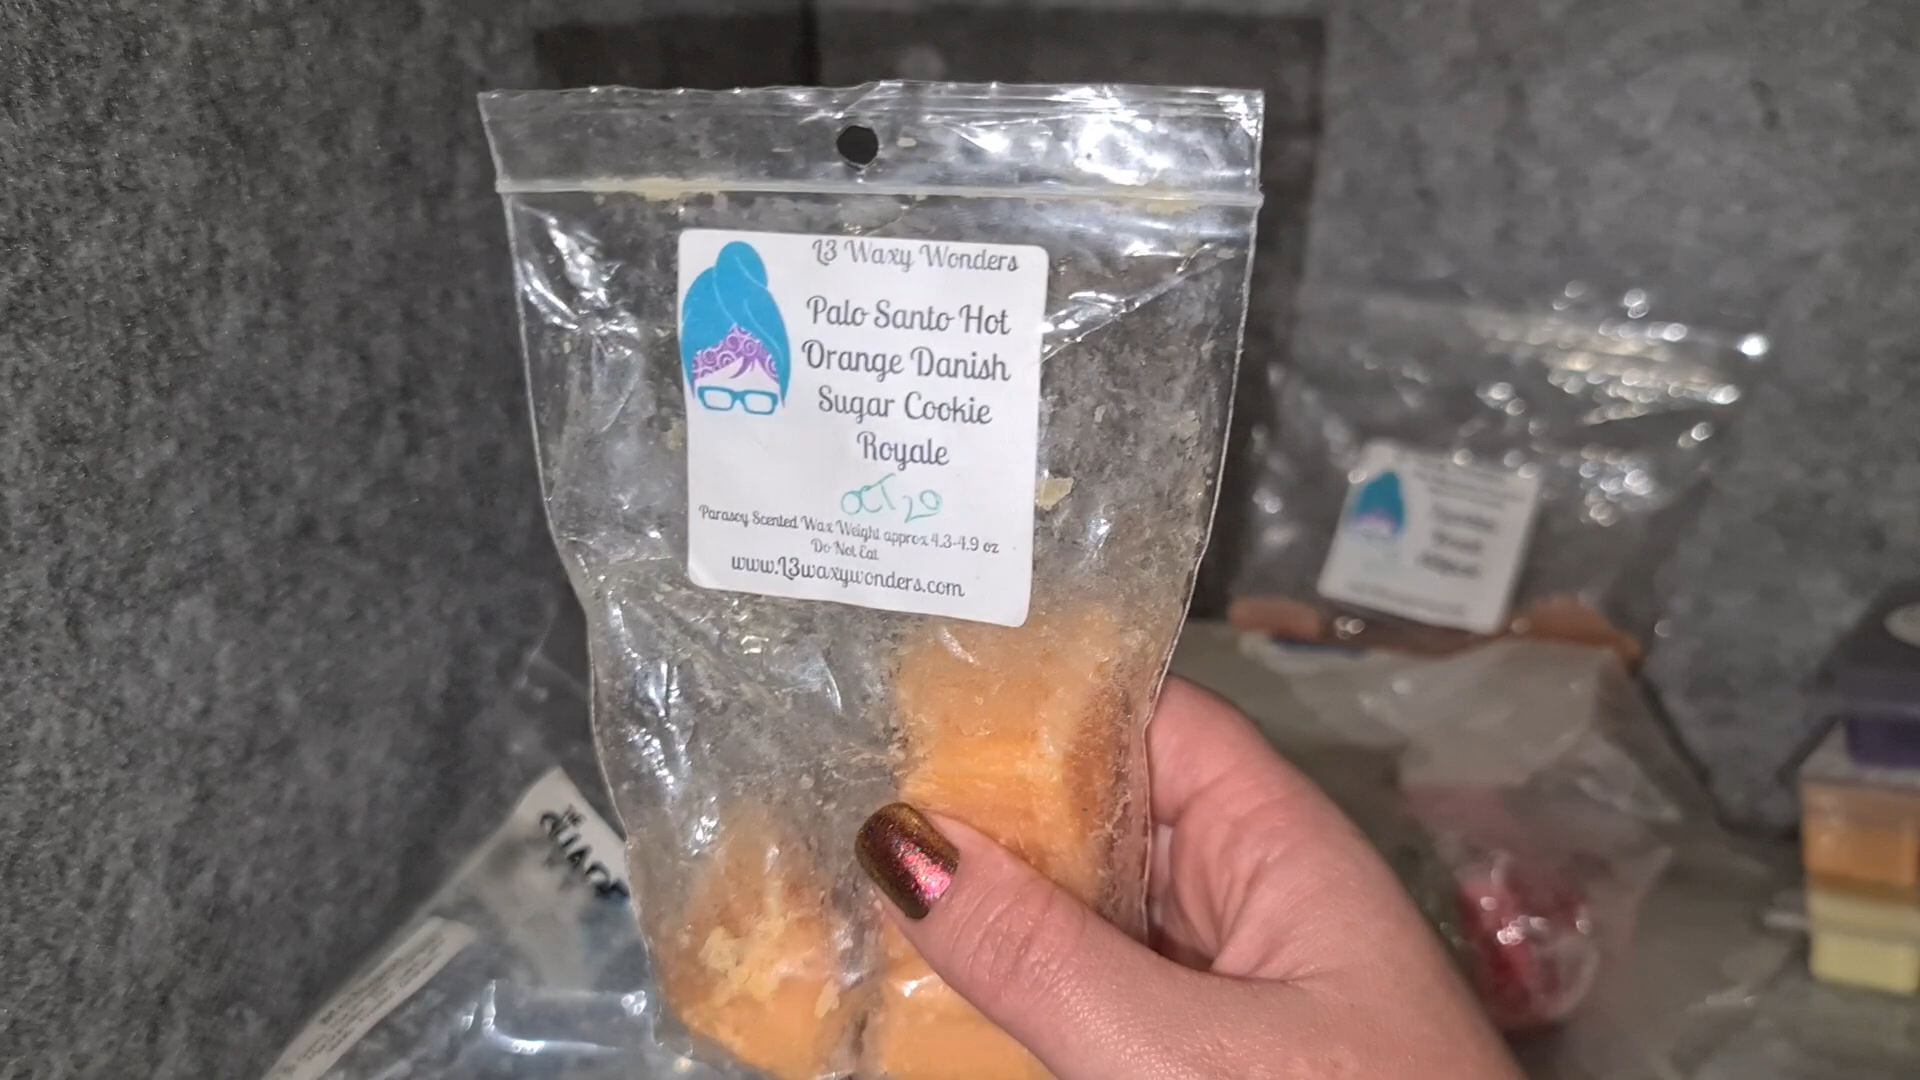 L3 Waxy Wonders
Palo Santo Hot
Orange Danish
Sugar Cookie
Royale
OCT 20
Parasoy Scented Wax Weight approx 4.3-4.9 oz
Do Not Eat
www.L3waxywonders.com